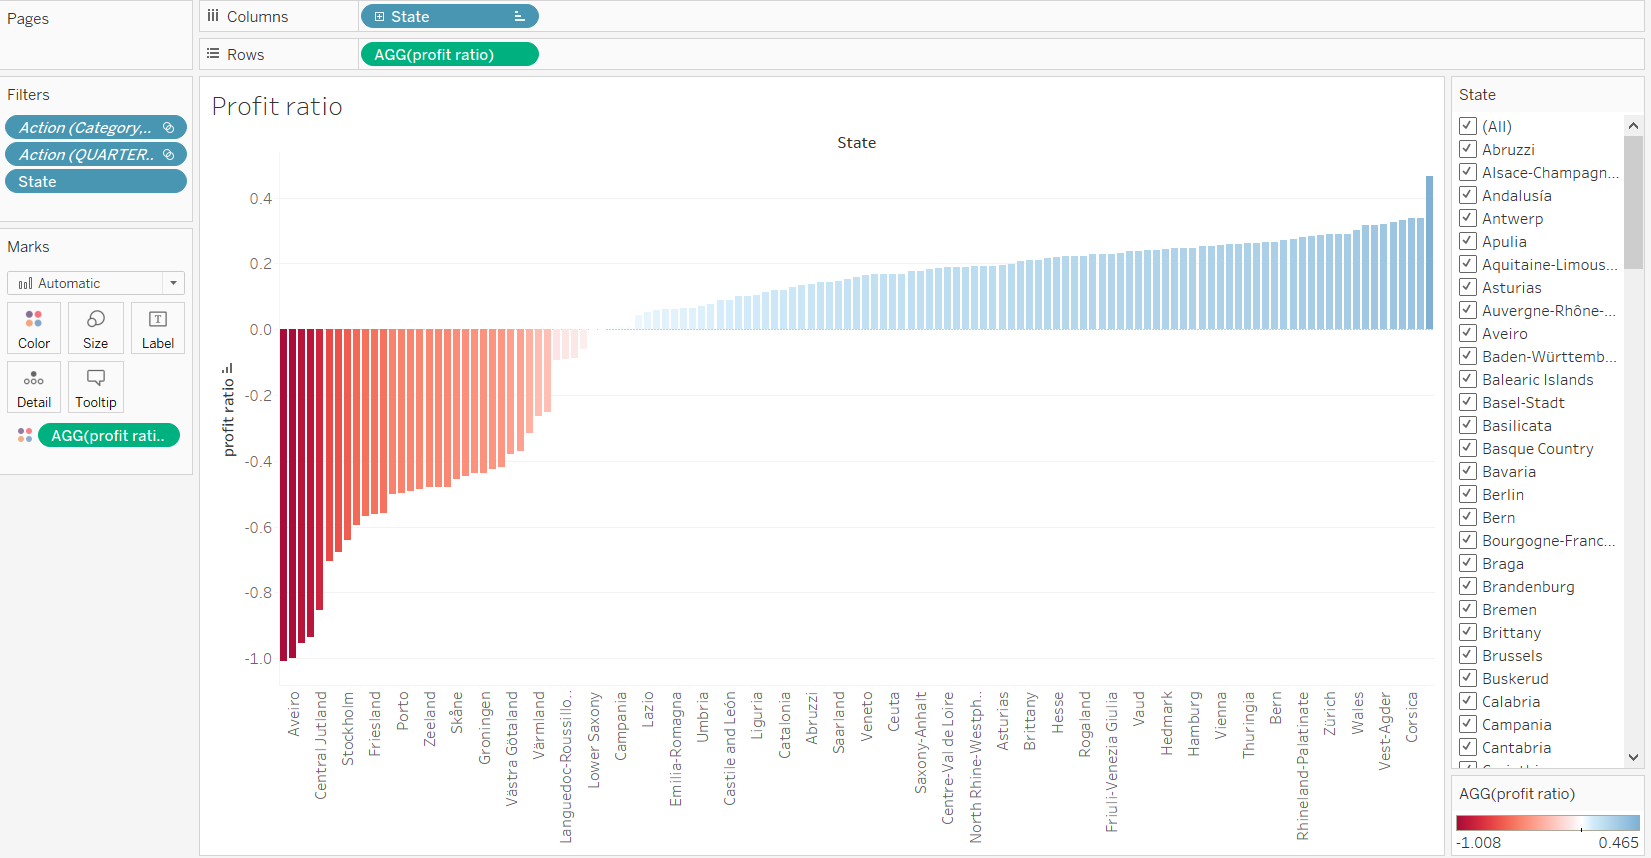 Pages
Columns
State
Rows
AGG(profit ratio)
Filters
Action (Category,..
Action (QUARTER..
State
Marks
Automatic
Color
Size
Label
Detail
Tooltip
AGG(profit rati..
Profit ratio
State
profit ratio
0.4
0.2
0.0
-0.2
-0.4
-0.6
-0.8
-1.0
Aveiro
Central Jutland
Stockholm
Friesland
Porto
Zeeland
Skåne
Groningen
Västra Götaland
Värmland
Languedoc-Roussillo..
Lower Saxony
Campania
Lazio
Emilia-Romagna
Umbria
Castile and León
Liguria
Catalonia
Abruzzi
Saarland
Veneto
Ceuta
Saxony-Anhalt
Centre-Val de Loire
North Rhine-Westph..
Asturias
Brittany
Hesse
Rogaland
Friuli-Venezia Giulia
Vaud
Hedmark
Hamburg
Vienna
Thuringia
Bern
Rhineland-Palatinate
Zürich
Wales
Vest-Agder
Corsica
State
(All)
Abruzzi
Alsace-Champagn...
Andalusía
Antwerp
Apulia
Aquitaine-Limous...
Asturias
Auvergne-Rhône-...
Aveiro
Baden-Württemb...
Balearic Islands
Basel-Stadt
Basilicata
Basque Country
Bavaria
Berlin
Bern
Bourgogne-Franc...
Braga
Brandenburg
Bremen
Brittany
Brussels
Buskerud
Calabria
Campania
Cantabria
AGG(profit ratio)
-1.008
0.465